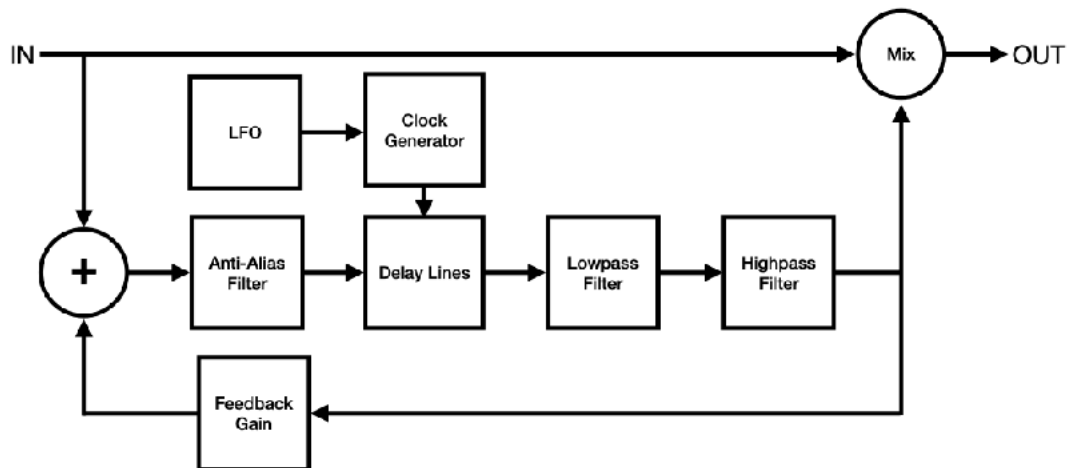 IN
Mix
OUT
LFO
Clock
Generator
+
Anti-Alias
Filter
Delay Lines
Lowpass
Filter
Highpass
Filter
Feedback
Gain